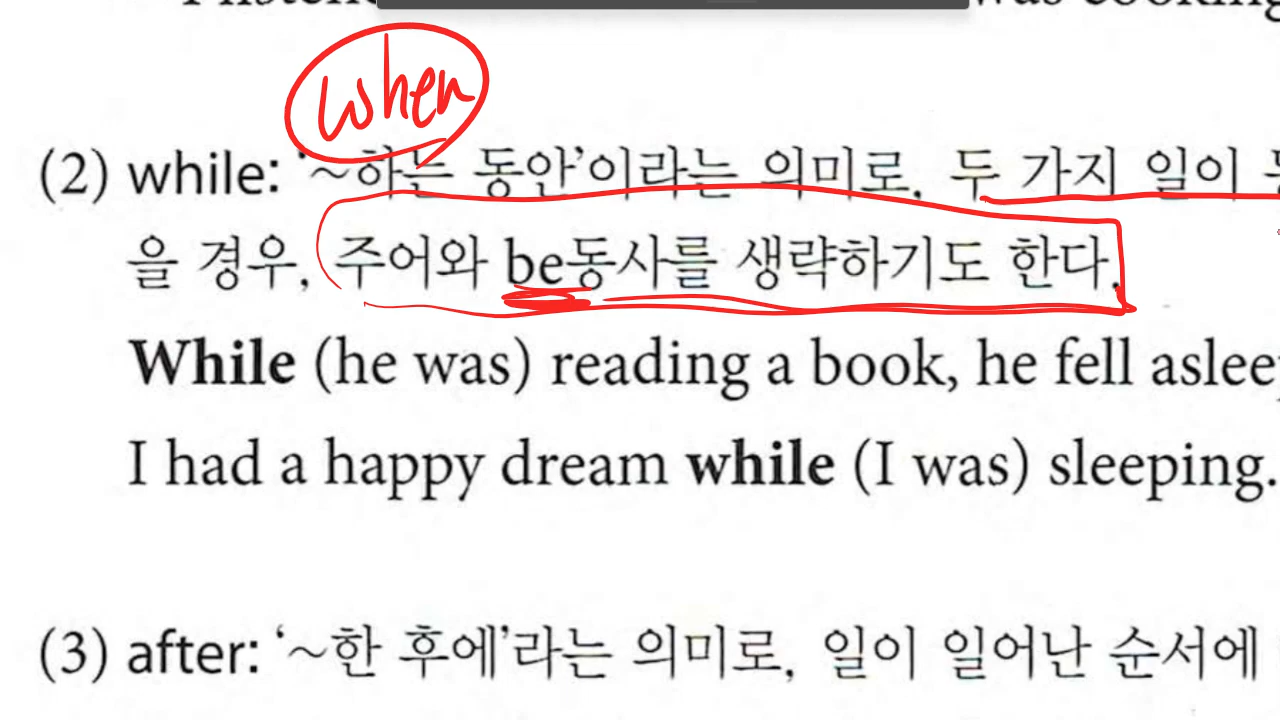 was cooking
when
(2) while: ‘~하는 동안’이라는 의미로, 두 가지 일이
을 경우, 주어와 be동사를 생략하기도 한다.
While (he was) reading a book, he fell aslee
I had a happy dream while (I was) sleeping.
(3) after: ‘~한 후에’라는 의미로, 일이 일어난 순서에